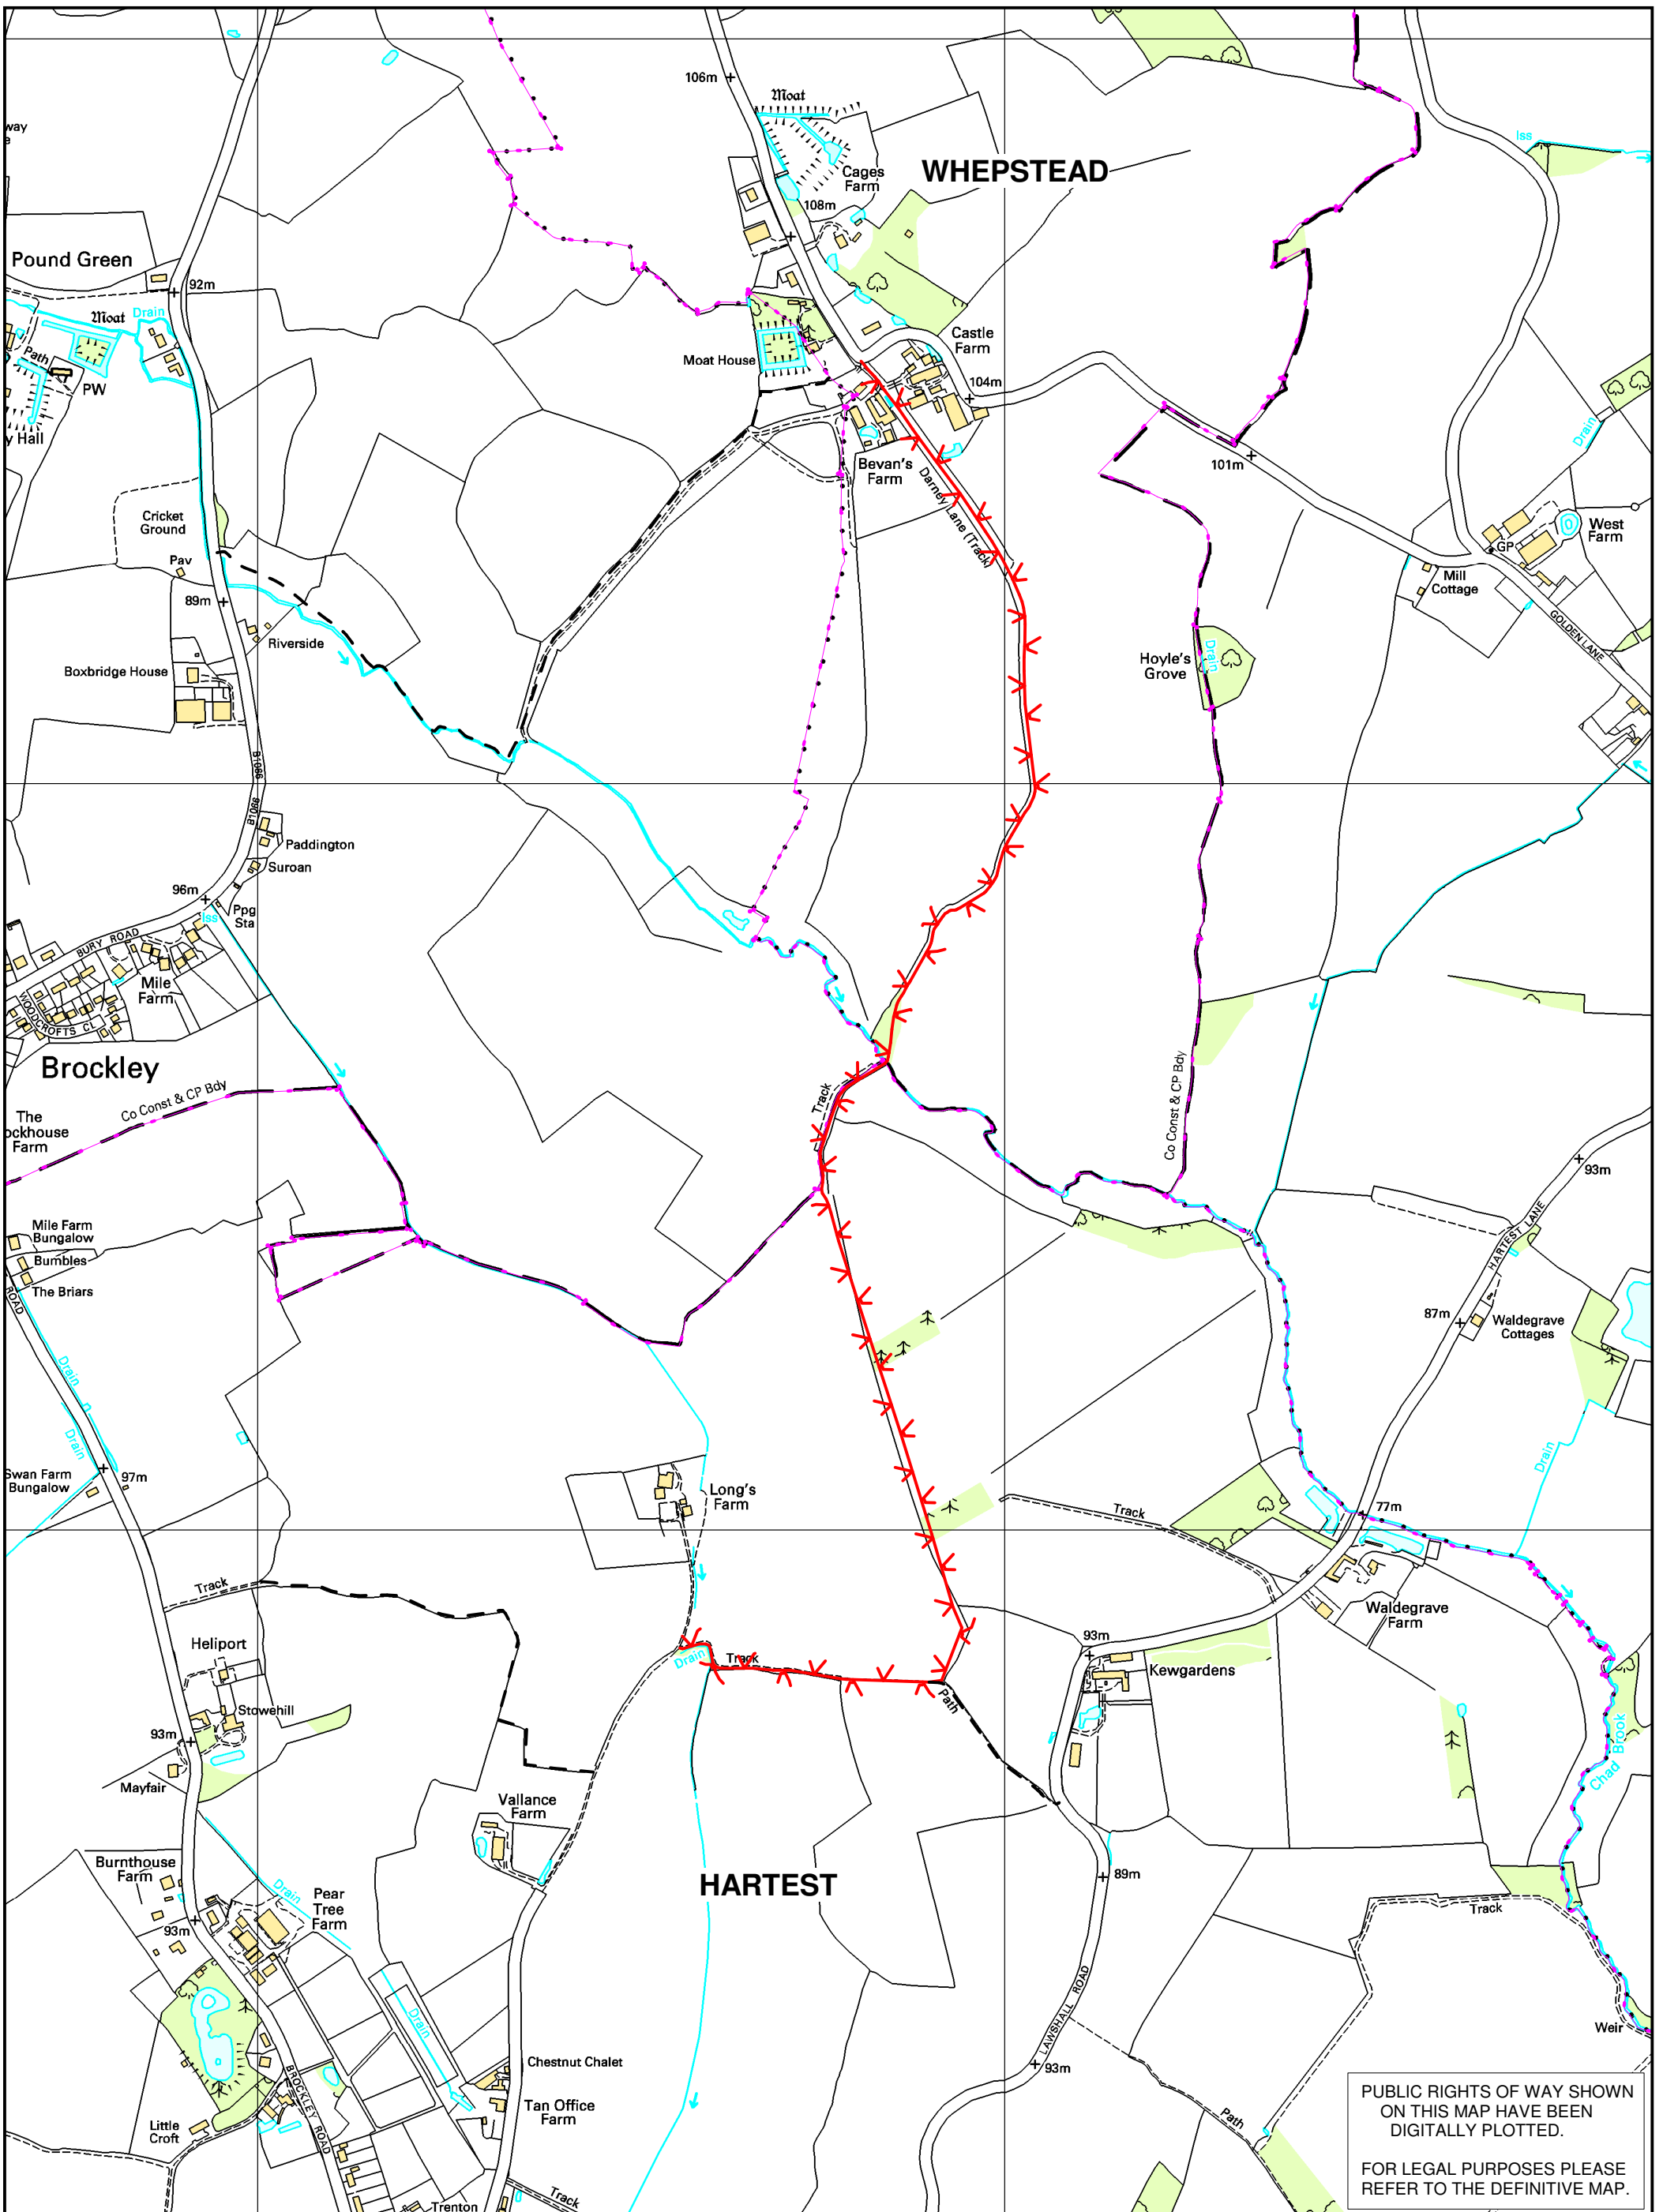 106m
Moat
way
e
Iss
Cages
Farm
WHEPSTEAD
108m
Pound Green
92m
Moat
Drain
Path
PW
y Hall
Moat House
Castle
Farm
104m
Drain
101m
Bevan's
Farm
Darney Lane (Track)
Cricket
Ground
Pav
89m
Riverside
Boxbridge House
GP
West
Farm
Mill
Cottage
GOLDEN LANE
Hoyle's
Grove
Drain
B1066
B1066
Paddington
Suroan
96m
Iss
Ppg
Sta
BURY ROAD
Mile
Farm
WOODCROFTS CL
Brockley
Co Const & CP Bdy
The
ockhouse
Farm
Track
Co Const & CP Bdy
93m
HARTEST LANE
Mile Farm
Bungalow
Bumbles
The Briars
ROAD
87m
Waldegrave
Cottages
Drain
Drain
Drain
97m
Swan Farm
Bungalow
Long's
Farm
Track
77m
Track
Waldegrave
Farm
Heliport
Drain
Track
93m
Kewgardens
Path
Stowehill
93m
Mayfair
Chad Brook
Vallance
Farm
Burnthouse
Farm
Drain
Pear
Tree
Farm
93m
HARTEST
89m
Track
Drain
LAWSHALL ROAD
Weir
Chestnut Chalet
93m
Tan Office
Farm
BROCKLEY ROAD
Little
Croft
Path
Track
Trenton
PUBLIC RIGHTS OF WAY SHOWN
ON THIS MAP HAVE BEEN
DIGITALLY PLOTTED.
FOR LEGAL PURPOSES PLEASE
REFER TO THE DEFINITIVE MAP.